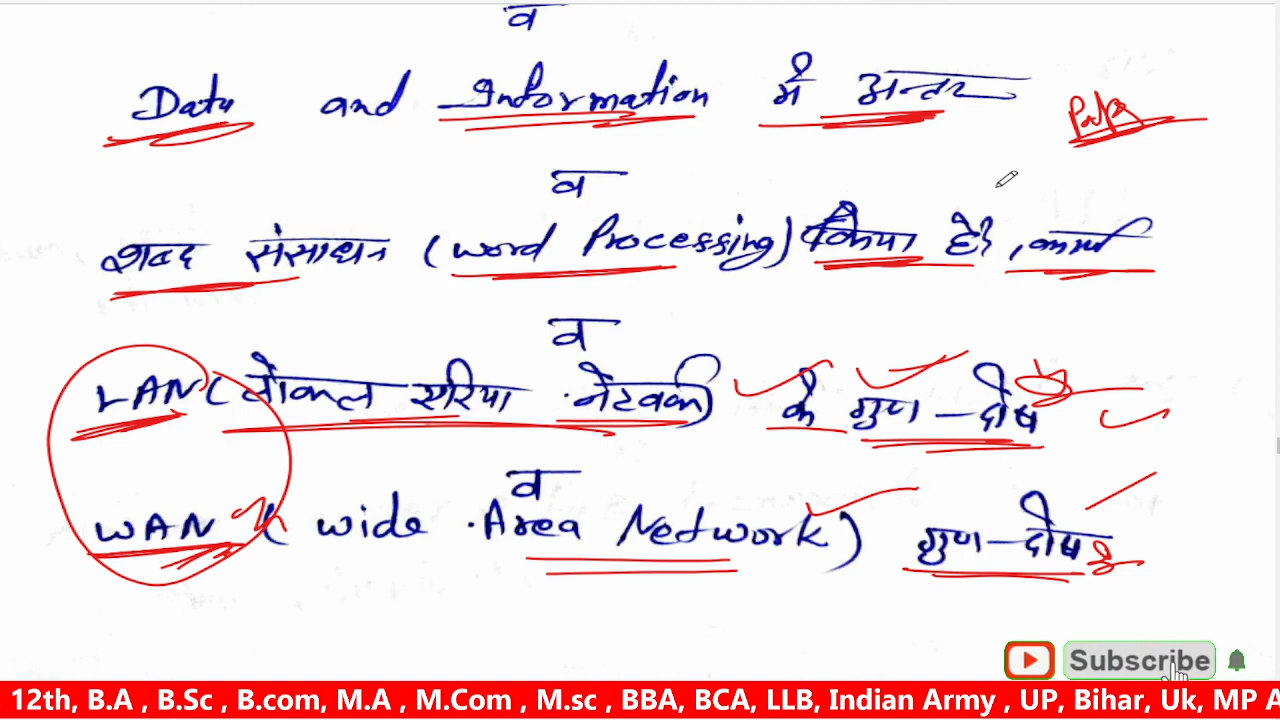 व
Data and Information में अन्तर
व
शब्द संसाधन (word Processing) किया है, कार्य
व
LAN (लोकल एरिया नेटवर्क) के गुण-दोष
व
WAN (wide Area Network) गुण-दोष
Subscribe
12th, B.A , B.Sc , B.com, M.A , M.Com , M.sc , BBA, BCA, LLB, Indian Army , UP, Bihar, Uk, MP A